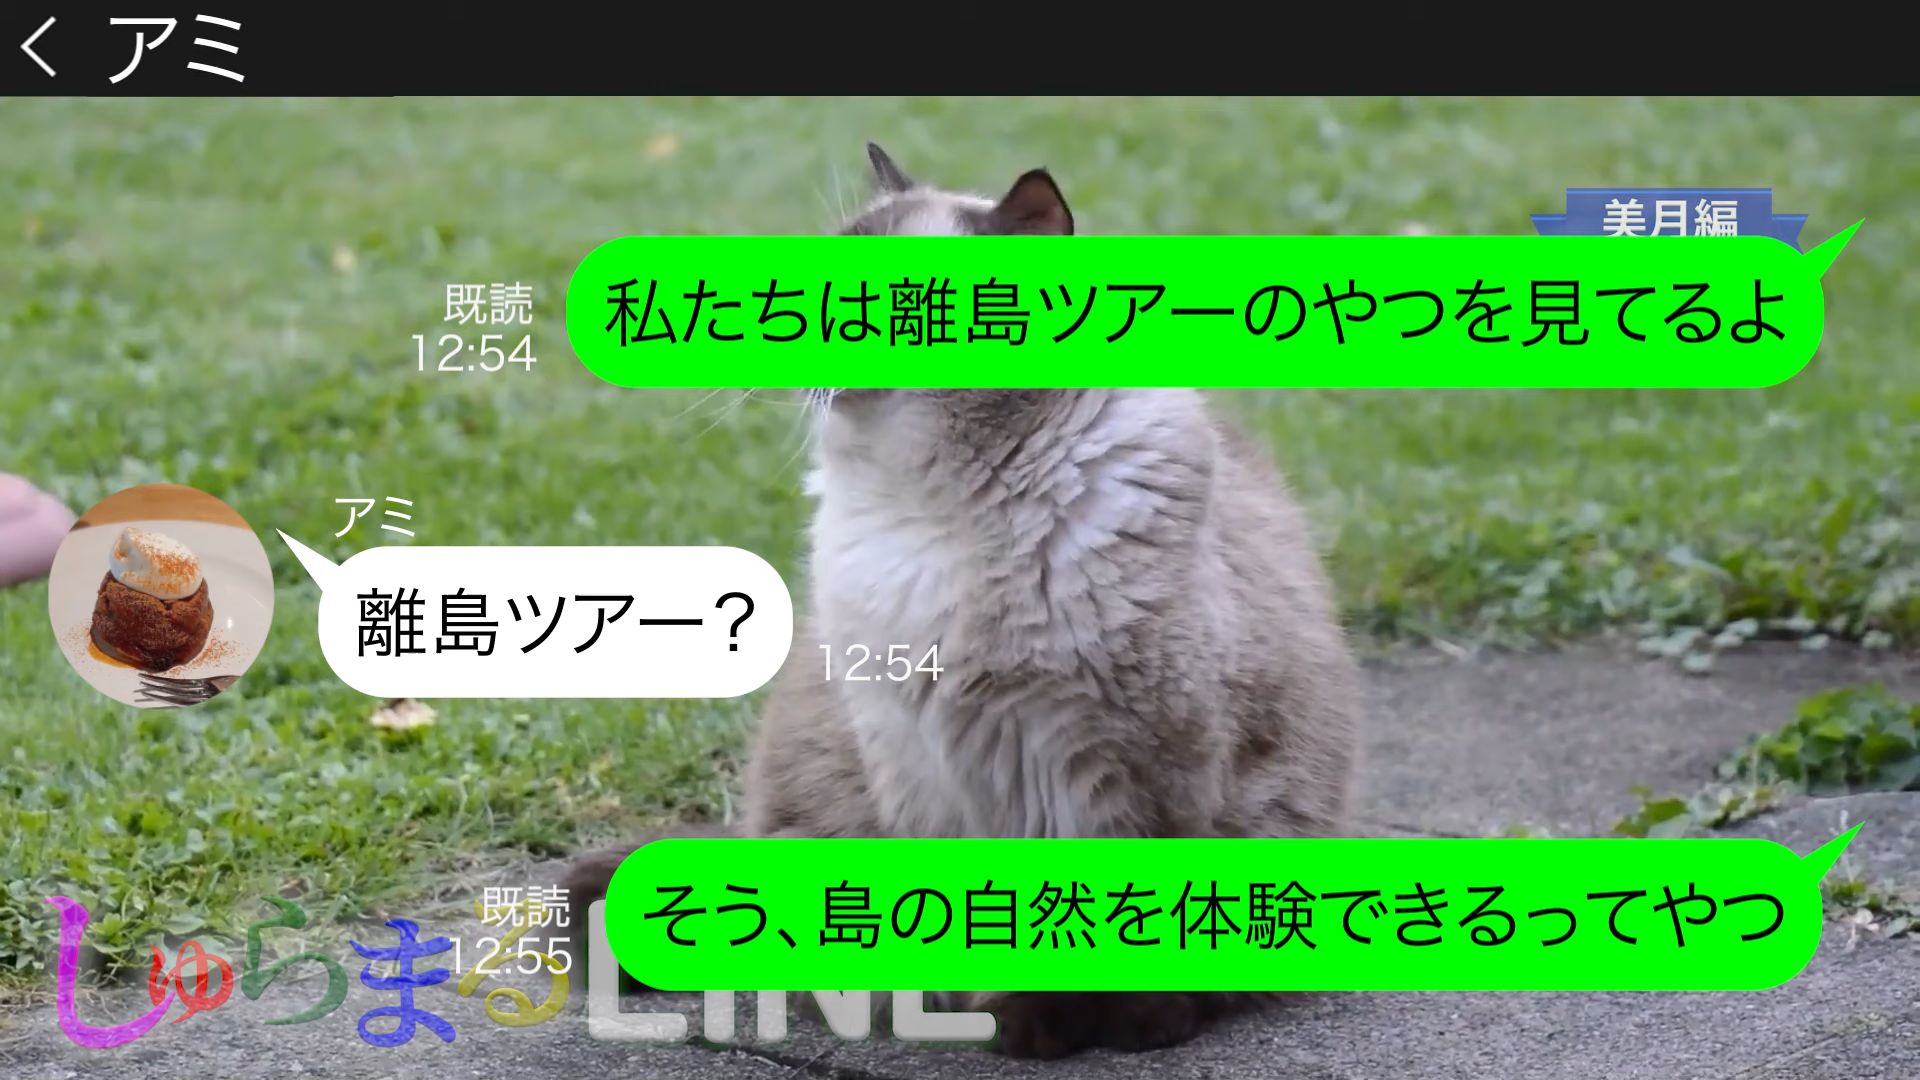 アミ
美月編
私たちは離島ツアーのやつを見てるよ
既読
12:54
アミ
離島ツアー？
12:54
そう、島の自然を体験できるってやつ
既読
12:55
しゅらまるLINE